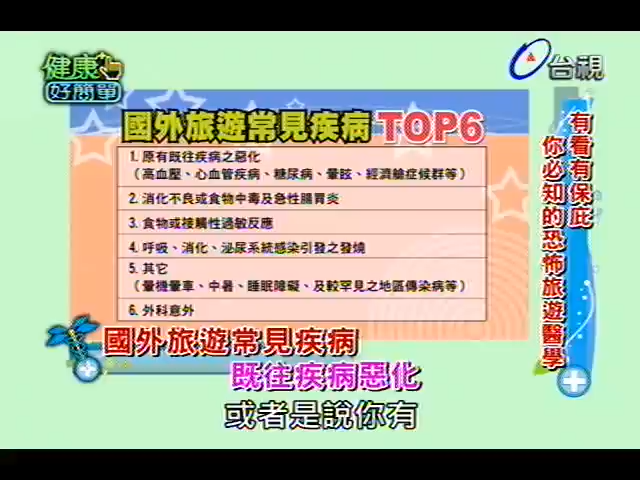 健康
好簡單
台視
國外旅遊常見疾病TOP6
1. 原有既往疾病之惡化
(高血壓、心血管疾病、糖尿病、暈眩、經濟艙症候群等)
2. 消化不良或食物中毒及急性腸胃炎
3. 食物或接觸性過敏反應
4. 呼吸、消化、泌尿系統感染引發之發燒
5. 其它
(暈機暈車、中暑、睡眠障礙、及較罕見之地區傳染病等)
6. 外科意外
有看有保庇
你必知的恐怖旅遊醫學
國外旅遊常見疾病
既往疾病惡化
或者是說你有